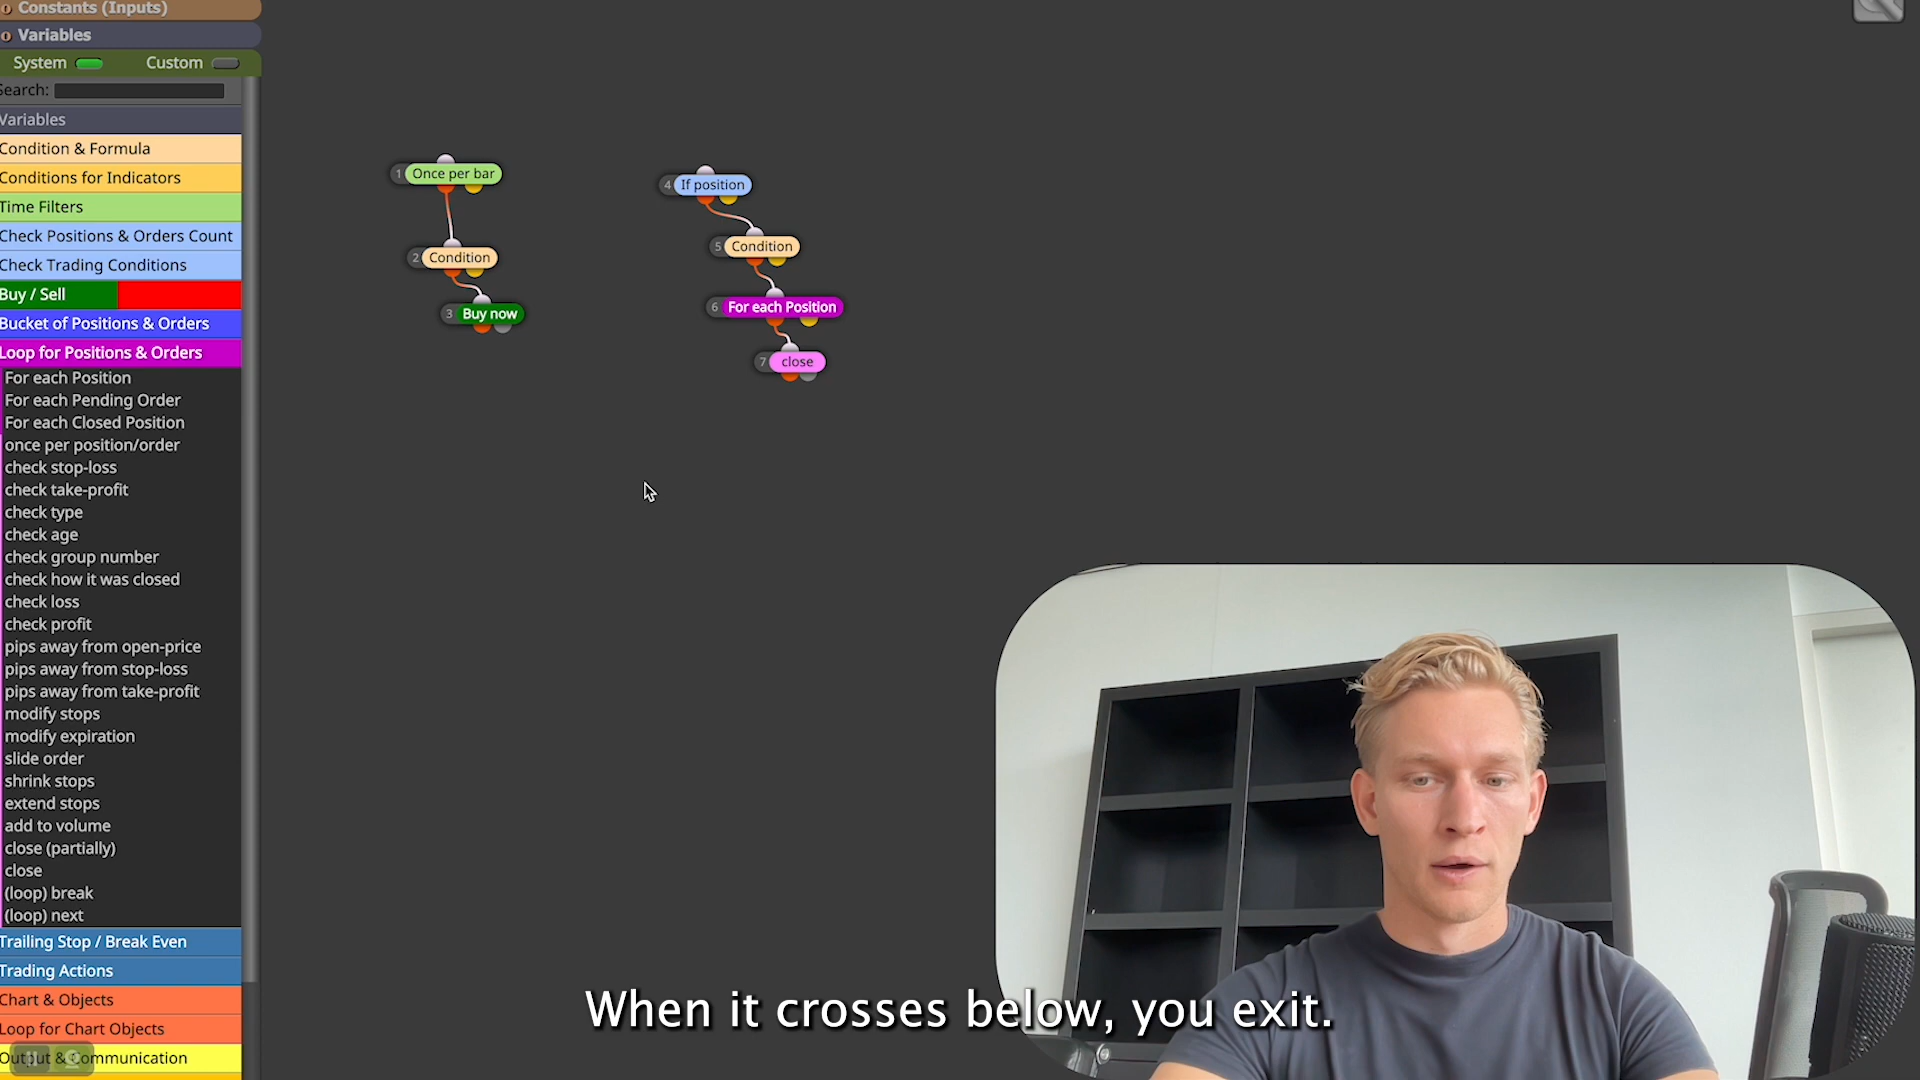 Constants (Inputs)
Variables
System
Custom
Search:
Variables
Condition & Formula
Conditions for Indicators
Time Filters
Check Positions & Orders Count
Check Trading Conditions
Buy / Sell
Bucket of Positions & Orders
Loop for Positions & Orders
For each Position
For each Pending Order
For each Closed Position
once per position/order
check stop-loss
check take-profit
check type
check age
check group number
check how it was closed
check loss
check profit
pips away from open-price
pips away from stop-loss
pips away from take-profit
modify stops
modify expiration
slide order
shrink stops
extend stops
add to volume
close (partially)
close
(loop) break
(loop) next
Trailing Stop / Break Even
Trading Actions
Chart & Objects
Loop for Chart Objects
Output & Communication
1 Once per bar
2 Condition
3 Buy now
4 If position
5 Condition
6 For each Position
7 close
When it crosses below, you exit.